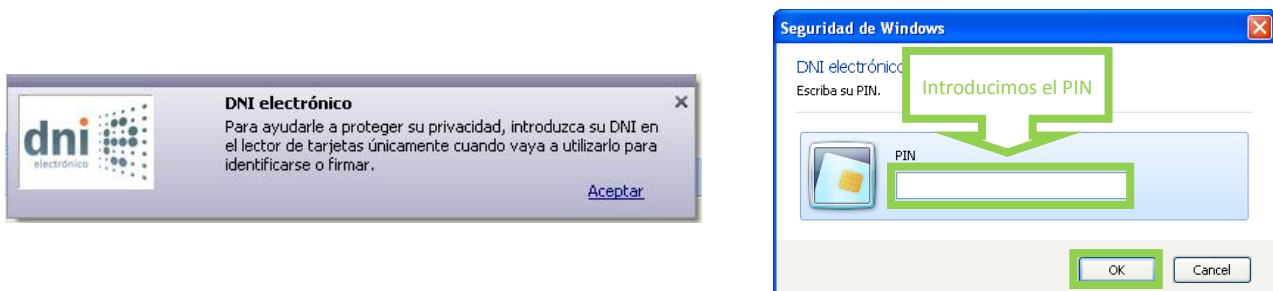 dni
electrónico
DNI electrónico
Para ayudarle a proteger su privacidad, introduzca su DNI en
el lector de tarjetas únicamente cuando vaya a utilizarlo para
identificarse o firmar.
Aceptar
Seguridad de Windows
DNI electrónico
Escriba su PIN.
Introducimos el PIN
PIN
OK
Cancel